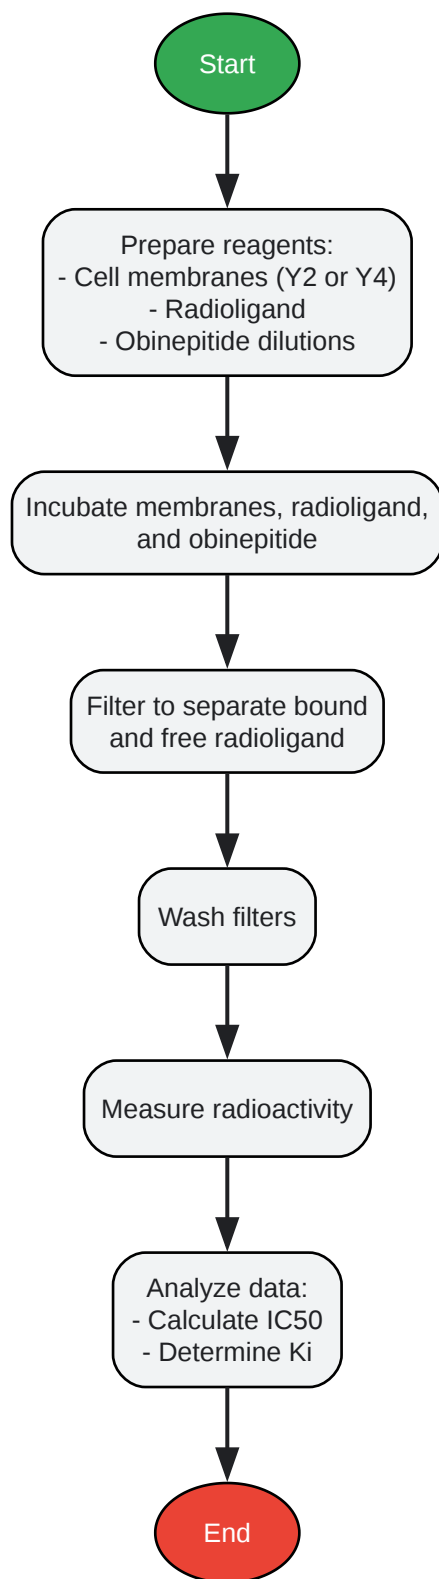 Start
Prepare reagents:
- Cell membranes (Y2 or Y4)
- Radioligand
- Obinepitide dilutions
Incubate membranes, radioligand,
and obinepitide
Filter to separate bound
and free radioligand
Wash filters
Measure radioactivity
Analyze data:
- Calculate IC50
- Determine Ki
End